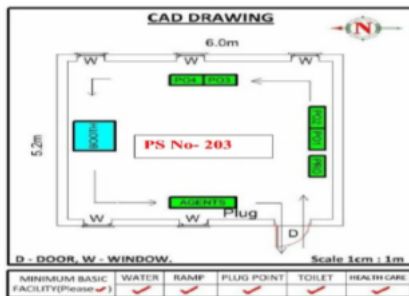 CAD DRAWING
N
6.0m
W W W
PO4 PO3
5.2m
BOOTH
PS No- 203
PO2
PO1
PRO
AGENTS
Plug
W W
D
D - DOOR, W - WINDOW. Scale 1cm : 1m
MINIMUM BASIC FACILITY(Please ✓) WATER RAMP PLUG POINT TOILET HEALTH CARE
✓ ✓ ✓ ✓ ✓